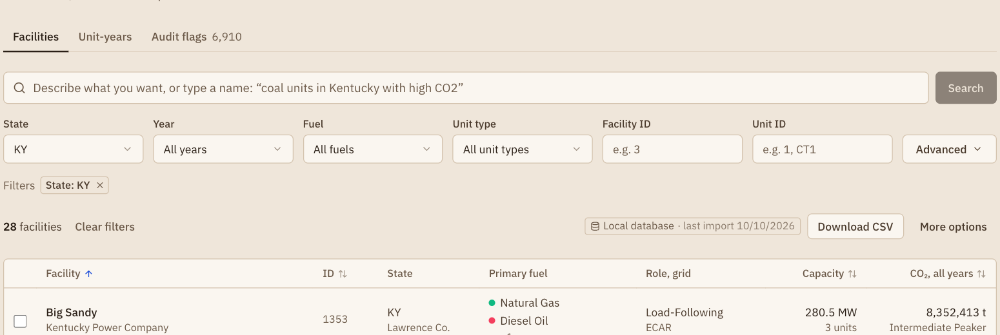 Facilities Unit-years Audit flags 6,910
Describe what you want, or type a name: “coal units in Kentucky with high CO2” Search
State Year Fuel Unit type Facility ID Unit ID
KY All years All fuels All unit types e.g. 3 e.g. 1, CT1 Advanced
Filters State: KY ×
28 facilities Clear filters Local database · last import 10/10/2026 Download CSV More options
Facility ↑ ID ↑↓ State Primary fuel Role, grid Capacity ↑↓ CO₂, all years ↑↓
Natural Gas
Big Sandy KY Load-Following 280.5 MW 8,352,413 t
1353 Diesel Oil
Kentucky Power Company Lawrence Co. ECAR 3 units Intermediate Peaker